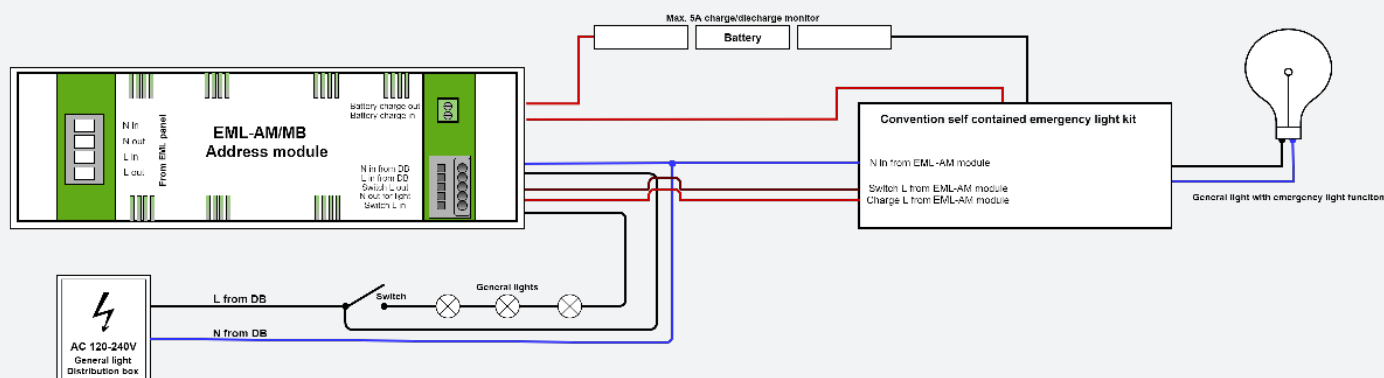 Max. 5A charge/discharge monitor
Battery
Battery charge out
Battery charge in
N in
N out
L in
L out
From EML panel
EML-AM/MB
Address module
N in from DB
L in from DB
Switch L out
N out for light
Switch L in
Convention self contained emergency light kit
N In from EML-AM module
Switch L from EML-AM module
Charge L from EML-AM module
General light with emergency light funciton
L from DB
Switch
General lights
N from DB
AC 120-240V
General light
Distribution box